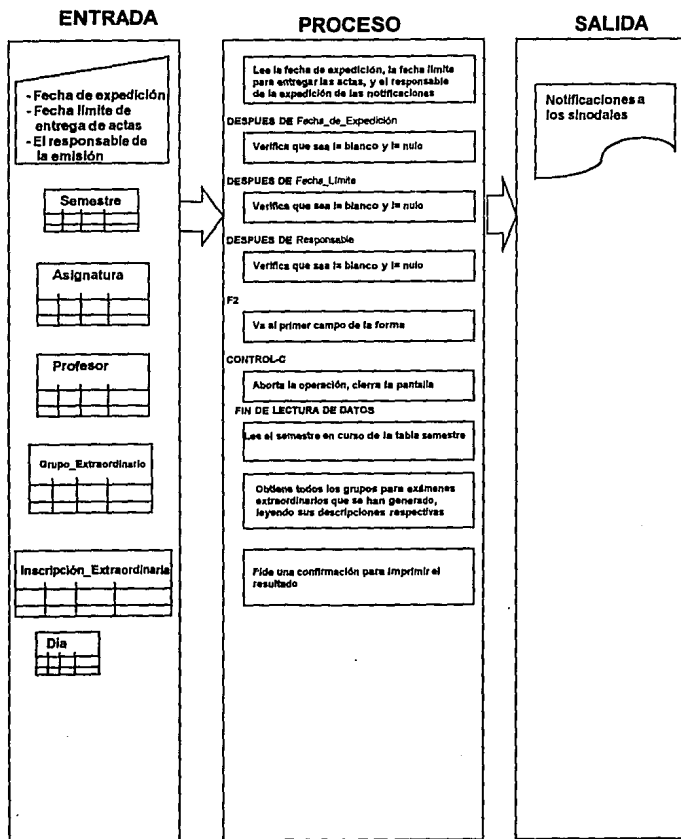 ENTRADA
- Fecha de expedición
- Fecha límite de
entrega de actas
- El responsable de
la emisión
Semestre
Asignatura
Profesor
Grupo_Extraordinario
Inscripción_Extraordinaria
Dia
PROCESO
Lee la fecha de expedición, la fecha límite
para entregar las actas, y el responsable
de la expedición de las notificaciones
DESPUES DE Fecha_de_Expedición
Verifica que sea != blanco y != nulo
DESPUES DE Fecha_Límite
Verifica que sea != blanco y != nulo
DESPUES DE Responsable
Verifica que sea != blanco y != nulo
F2
Va al primer campo de la forma
CONTROL-C
Aborta la operación, cierra la pantalla
FIN DE LECTURA DE DATOS
Lee el semestre en curso de la tabla semestre
Obtiene todos los grupos para exámenes
extraordinarios que se han generado,
leyendo sus descripciones respectivas
Pide una confirmación para imprimir el
resultado
SALIDA
Notificaciones a
los sinodales